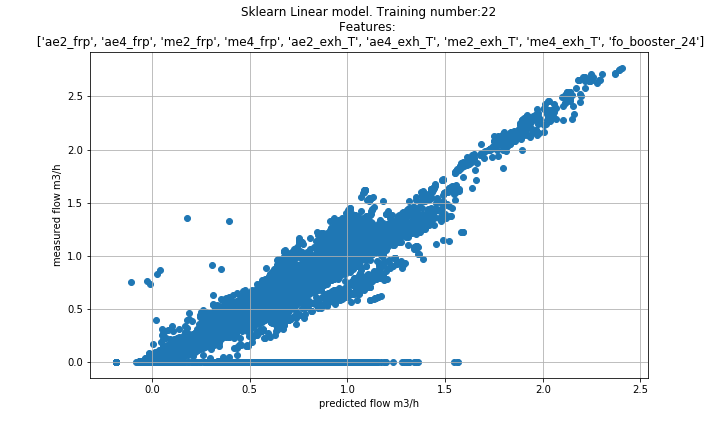 Sklearn Linear model. Training number:22
Features:
['ae2_frp', 'ae4_frp', 'me2_frp', 'me4_frp', 'ae2_exh_T', 'ae4_exh_T', 'me2_exh_T', 'me4_exh_T', 'fo_booster_24']
measured flow m3/h
2.5
2.0
1.5
1.0
0.5
0.0
0.0 0.5 1.0 1.5 2.0 2.5
predicted flow m3/h